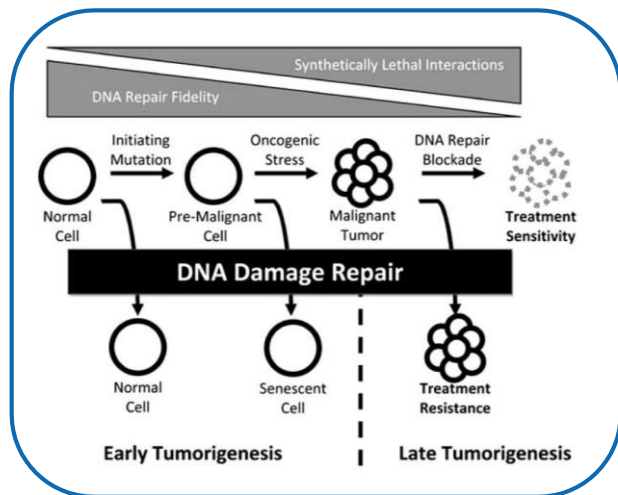 Synthetically Lethal Interactions
DNA Repair Fidelity
Initiating
Mutation
Oncogenic
Stress
DNA Repair
Blockade
Normal
Cell
Pre-Malignant
Cell
Malignant
Tumor
Treatment
Sensitivity
DNA Damage Repair
Normal
Cell
Senescent
Cell
Treatment
Resistance
Early Tumorigenesis
Late Tumorigenesis